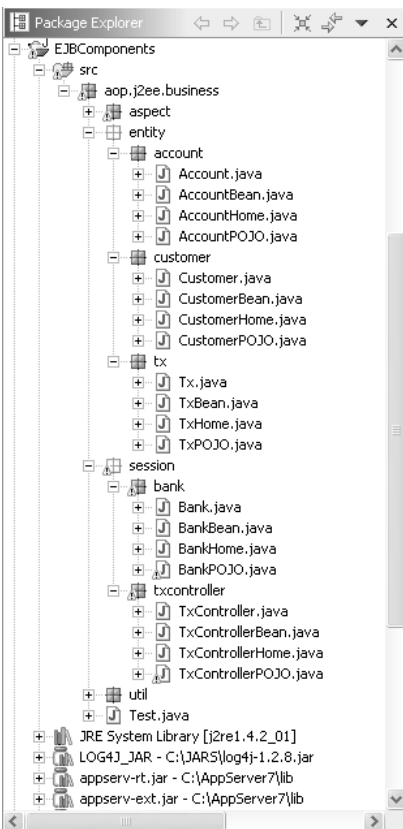 Package Explorer
EJBComponents
src
aop.j2ee.business
aspect
entity
account
Account.java
AccountBean.java
AccountHome.java
AccountPOJO.java
customer
Customer.java
CustomerBean.java
CustomerHome.java
CustomerPOJO.java
tx
Tx.java
TxBean.java
TxHome.java
TxPOJO.java
session
bank
Bank.java
BankBean.java
BankHome.java
BankPOJO.java
txcontroller
TxController.java
TxControllerBean.java
TxControllerHome.java
TxControllerPOJO.java
util
Test.java
JRE System Library [j2re1.4.2_01]
LOG4J_JAR - C:\JARS\log4j-1.2.8.jar
appserv-rt.jar - C:\AppServer7\lib
appserv-ext.jar - C:\AppServer7\lib